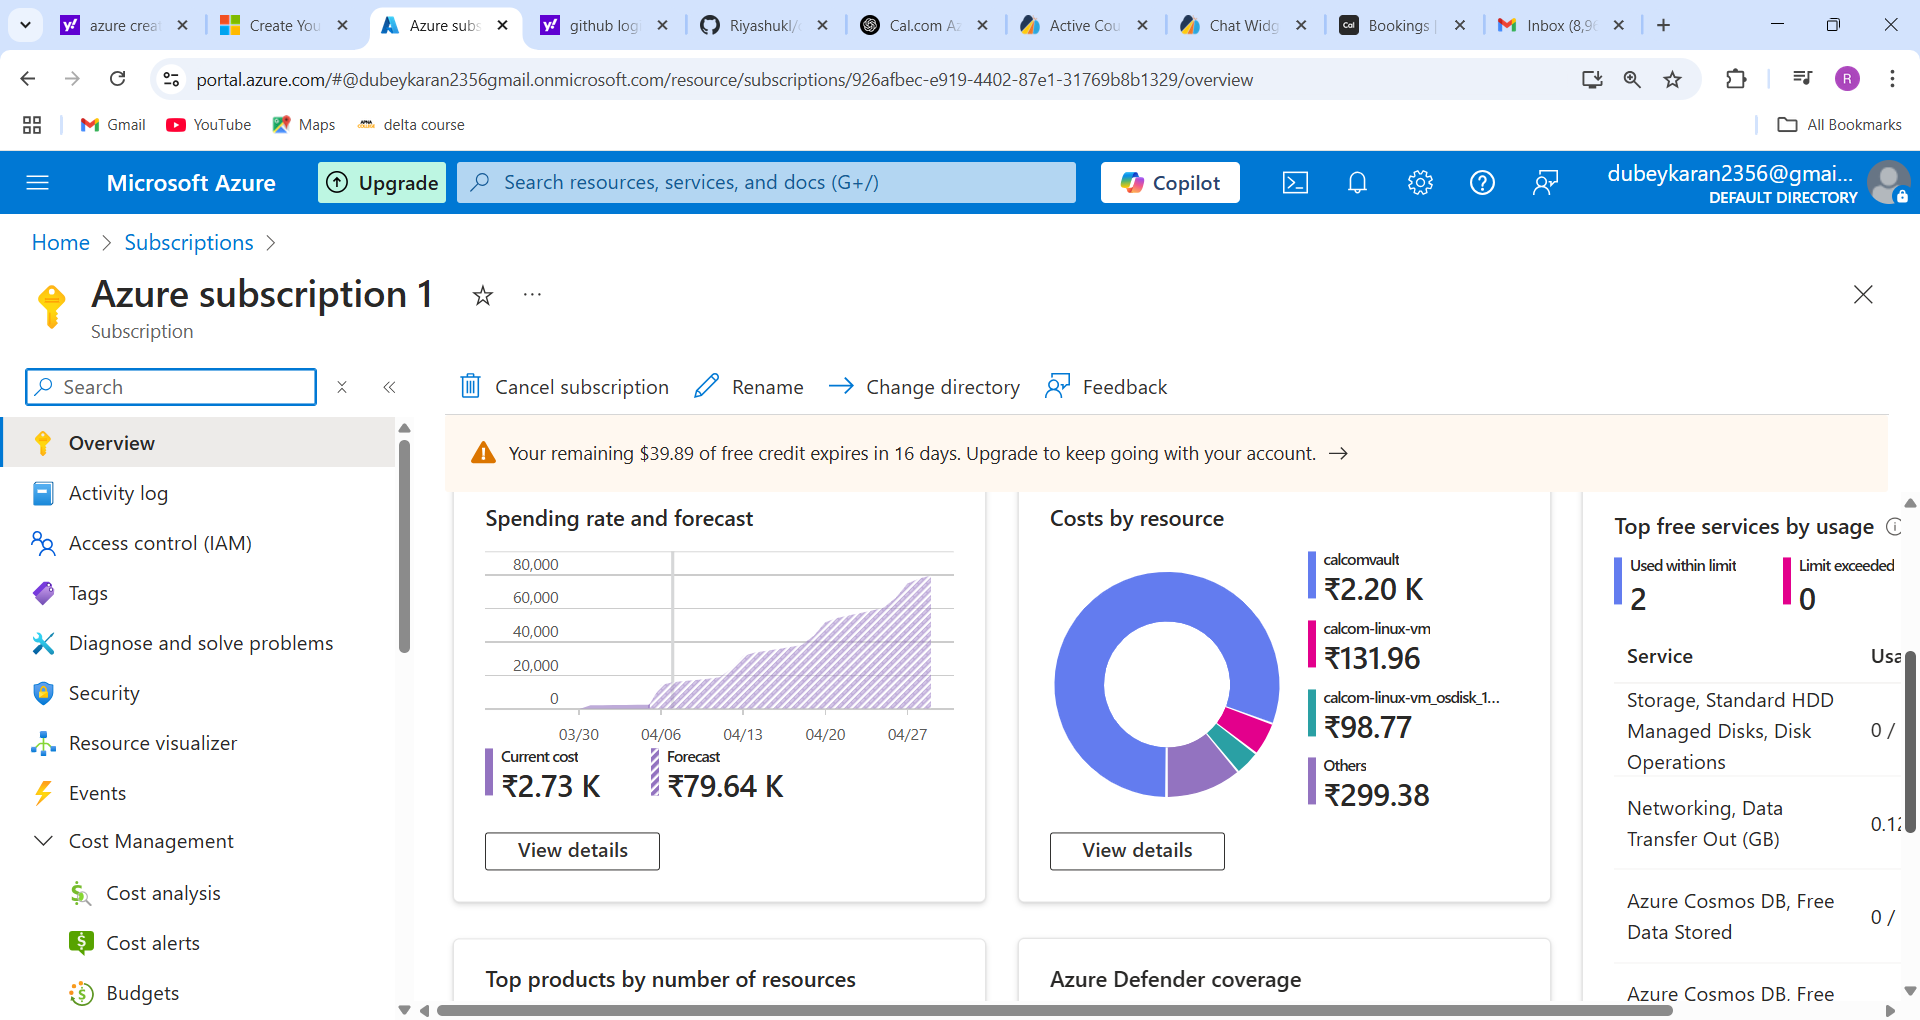 azure creat
Create You
Azure subs
github logi
Riyashukl/c
Cal.com Az
Active Cou
Chat Widg
Bookings |
Inbox (8,96
portal.azure.com/#@dubeykaran2356gmail.onmicrosoft.com/resource/subscriptions/926afbec-e919-4402-87e1-31769b8b1329/overview
R
Gmail
YouTube
Maps
delta course
All Bookmarks
Microsoft Azure
Upgrade
Search resources, services, and docs (G+/)
Copilot
dubeykaran2356@gmai...
DEFAULT DIRECTORY
Home > Subscriptions >
Azure subscription 1
Subscription
Search
Cancel subscription
Rename
Change directory
Feedback
Your remaining $39.89 of free credit expires in 16 days. Upgrade to keep going with your account.
Overview
Activity log
Access control (IAM)
Tags
Diagnose and solve problems
Security
Resource visualizer
Events
Cost Management
Cost analysis
Cost alerts
Budgets
Spending rate and forecast
80,000
60,000
40,000
20,000
0
03/30
04/06
04/13
04/20
04/27
Current cost
₹2.73 K
Forecast
₹79.64 K
View details
Costs by resource
calcomvault
₹2.20 K
calcom-linux-vm
₹131.96
calcom-linux-vm_osdisk_1...
₹98.77
Others
₹299.38
View details
Top free services by usage
Used within limit
2
Limit exceeded
0
Service
Usa
Storage, Standard HDD
Managed Disks, Disk
Operations
0 /
Networking, Data
Transfer Out (GB)
0.12
Azure Cosmos DB, Free
Data Stored
0 /
Azure Cosmos DB, Free
Top products by number of resources
Azure Defender coverage